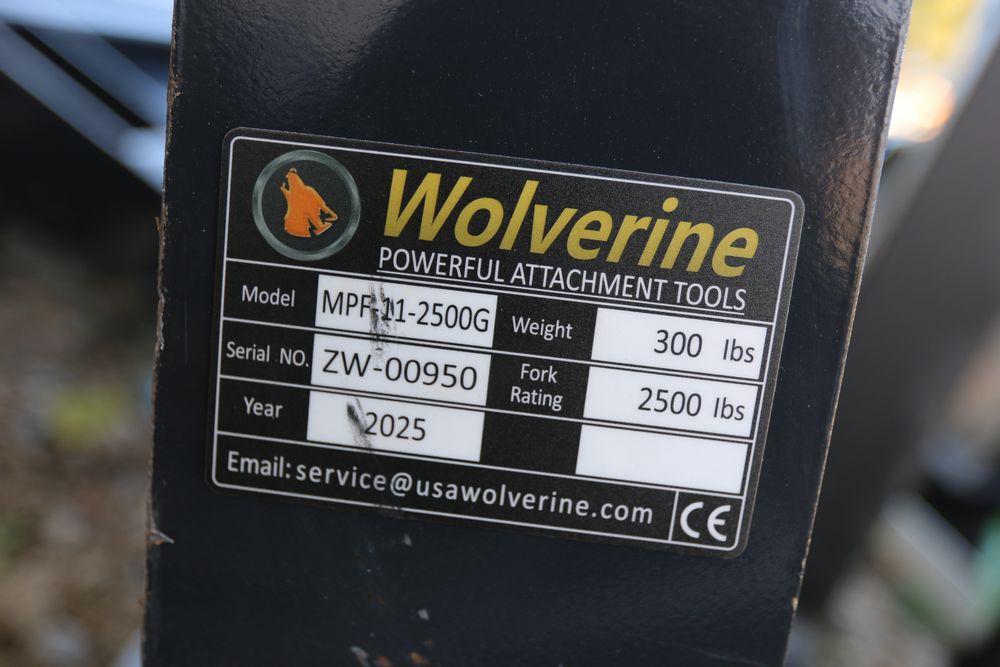 Wolverine
POWERFUL ATTACHMENT TOOLS
Model MPF-11-2500G Weight 300 lbs
Serial NO. ZW-00950 Fork Rating 2500 lbs
Year 2025
Email: service@usawolverine.com CE